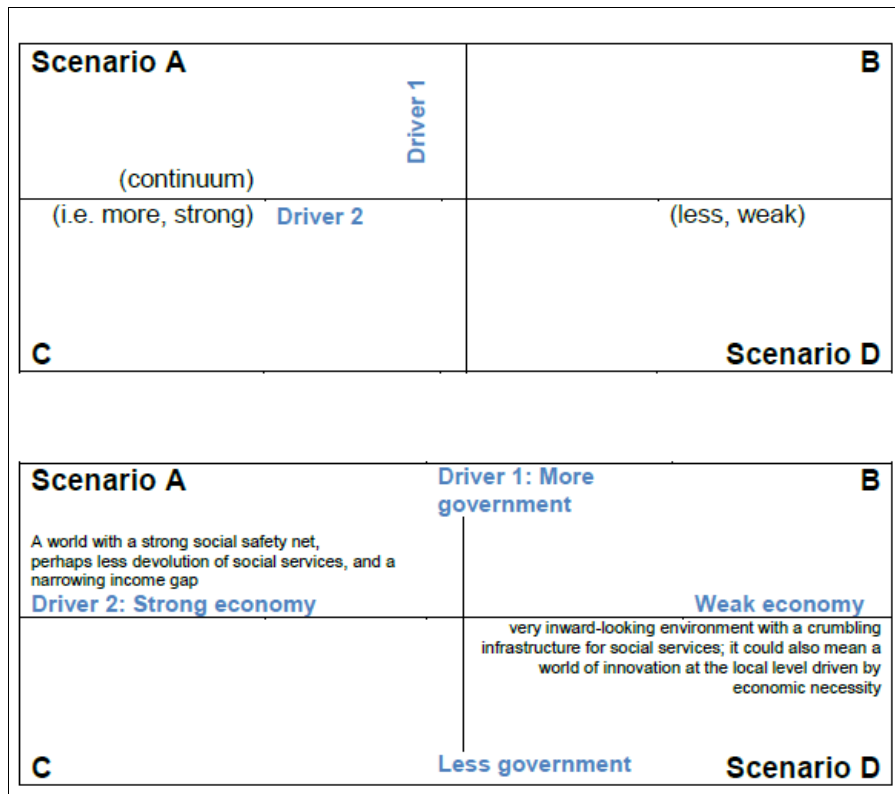 Scenario A
B
Driver 1
(continuum)
(i.e. more, strong)
Driver 2
(less, weak)
C
Scenario D
Scenario A
Driver 1: More
government
B
A world with a strong social safety net,
perhaps less devolution of social services, and a
narrowing income gap
Driver 2: Strong economy
Weak economy
very inward-looking environment with a crumbling
infrastructure for social services; it could also mean a
world of innovation at the local level driven by
economic necessity
C
Less government
Scenario D